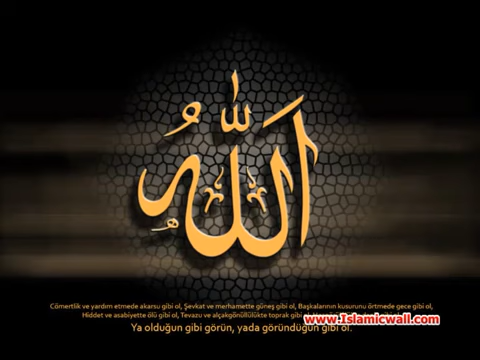 اللّٰهُ
Cömertlik ve yardım etmede akarsu gibi ol, Şevkat ve merhamette güneş gibi ol, Başkalarının kusurunu örtmede gece gibi ol,
Hiddet ve asabiyette ölü gibi ol, Tevazu ve alçakgönüllülükte toprak gibi
www.Islamicwall.com
Ya olduğun gibi görün, yada göründüğün gibi ol.